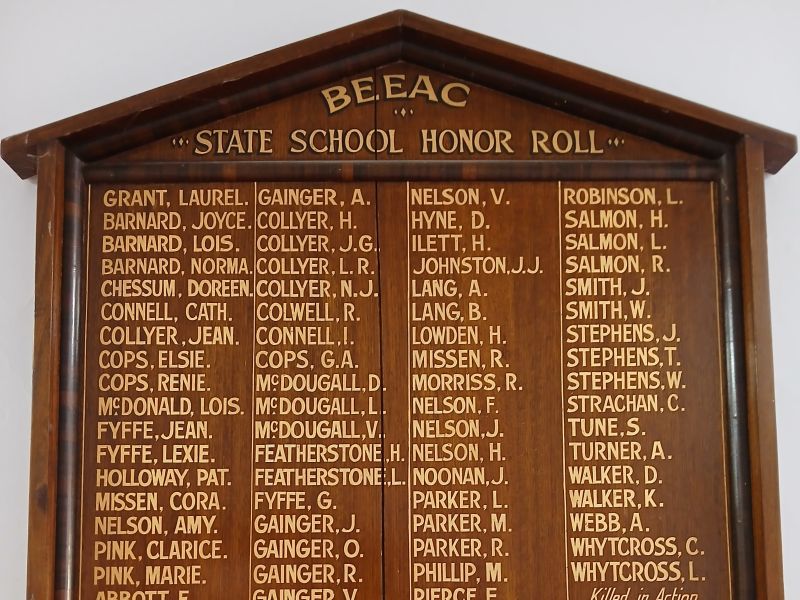 BEEAC
STATE SCHOOL HONOR ROLL
GRANT, LAUREL.
BARNARD, JOYCE.
BARNARD, LOIS.
BARNARD, NORMA.
CHESSUM, DOREEN.
CONNELL, CATH.
COLLYER, JEAN.
COPS, ELSIE.
COPS, RENIE.
McDONALD, LOIS.
FYFFE, JEAN.
FYFFE, LEXIE.
HOLLOWAY, PAT.
MISSEN, CORA.
NELSON, AMY.
PINK, CLARICE.
PINK, MARIE.
ABBOTT, F.
GAINGER, A.
COLLYER, H.
COLLYER, J.G.
COLLYER, L.R.
COLLYER, N.J.
COLWELL, R.
CONNELL, I.
COPS, G.A.
McDOUGALL, D.
McDOUGALL, L.
McDOUGALL, V.
FEATHERSTONE, H.
FEATHERSTONE, L.
FYFFE, G.
GAINGER, J.
GAINGER, O.
GAINGER, R.
GAINGER, V.
NELSON, V.
HYNE, D.
ILETT, H.
JOHNSTON, J.J.
LANG, A.
LANG, B.
LOWDEN, H.
MISSEN, R.
MORRISS, R.
NELSON, F.
NELSON, J.
NELSON, H.
NOONAN, J.
PARKER, L.
PARKER, M.
PARKER, R.
PHILLIP, M.
PIERCE,
ROBINSON, L.
SALMON, H.
SALMON, L.
SALMON, R.
SMITH, J.
SMITH, W.
STEPHENS, J.
STEPHENS, T.
STEPHENS, W.
STRACHAN, C.
TUNE, S.
TURNER, A.
WALKER, D.
WALKER, K.
WEBB, A.
WHYTCROSS, C.
WHYTCROSS, L.
Killed in Action